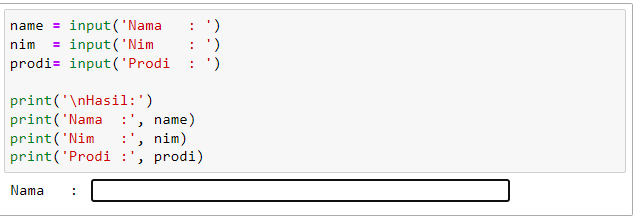 name = input('Nama   : ')
nim  = input('Nim    : ')
prodi= input('Prodi  : ')

print('\nHasil:')
print('Nama  :', name)
print('Nim   :', nim)
print('Prodi :', prodi)
Nama   :